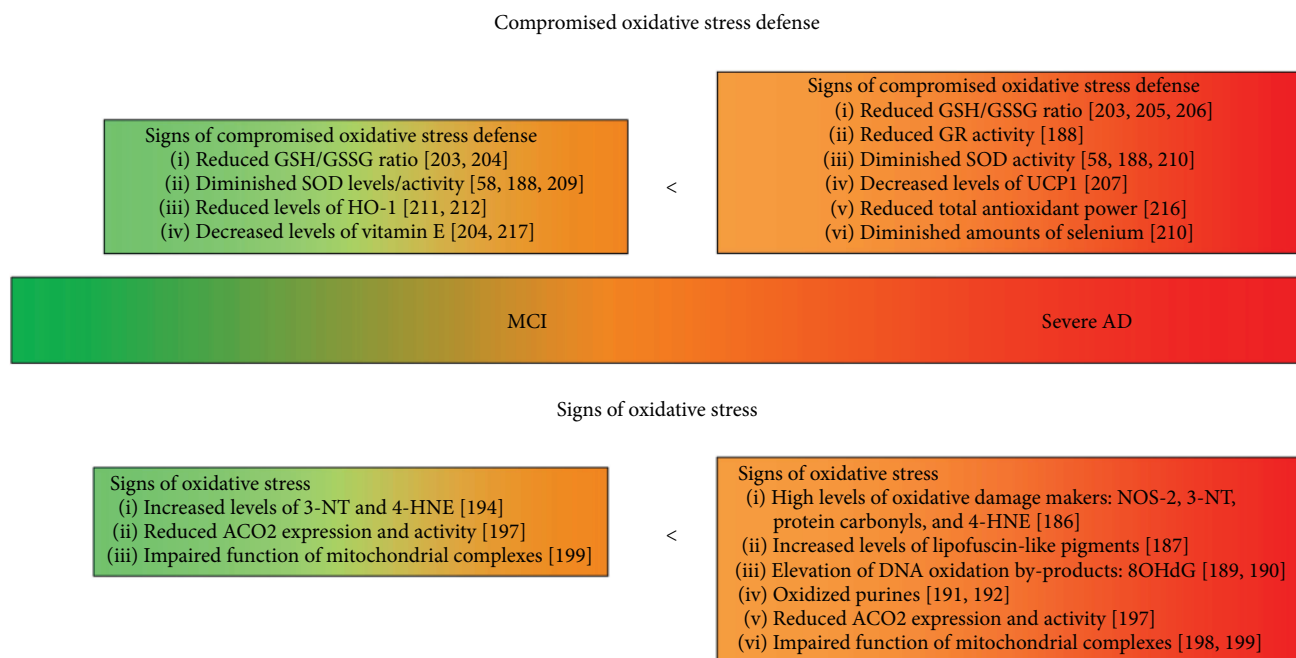 Compromised oxidative stress defense
Signs of compromised oxidative stress defense
(i) Reduced GSH/GSSG ratio [203, 204]
(ii) Diminished SOD levels/activity [58, 188, 209]
(iii) Reduced levels of HO-1 [211, 212]
(iv) Decreased levels of vitamin E [204, 217]
<
Signs of compromised oxidative stress defense
(i) Reduced GSH/GSSG ratio [203, 205, 206]
(ii) Reduced GR activity [188]
(iii) Diminished SOD activity [58, 188, 210]
(iv) Decreased levels of UCP1 [207]
(v) Reduced total antioxidant power [216]
(vi) Diminished amounts of selenium [210]
MCI
Severe AD
Signs of oxidative stress
Signs of oxidative stress
(i) Increased levels of 3-NT and 4-HNE [194]
(ii) Reduced ACO2 expression and activity [197]
(iii) Impaired function of mitochondrial complexes [199]
<
Signs of oxidative stress
(i) High levels of oxidative damage makers: NOS-2, 3-NT,
protein carbonyls, and 4-HNE [186]
(ii) Increased levels of lipofuscin-like pigments [187]
(iii) Elevation of DNA oxidation by-products: 8OHdG [189, 190]
(iv) Oxidized purines [191, 192]
(v) Reduced ACO2 expression and activity [197]
(vi) Impaired function of mitochondrial complexes [198, 199]